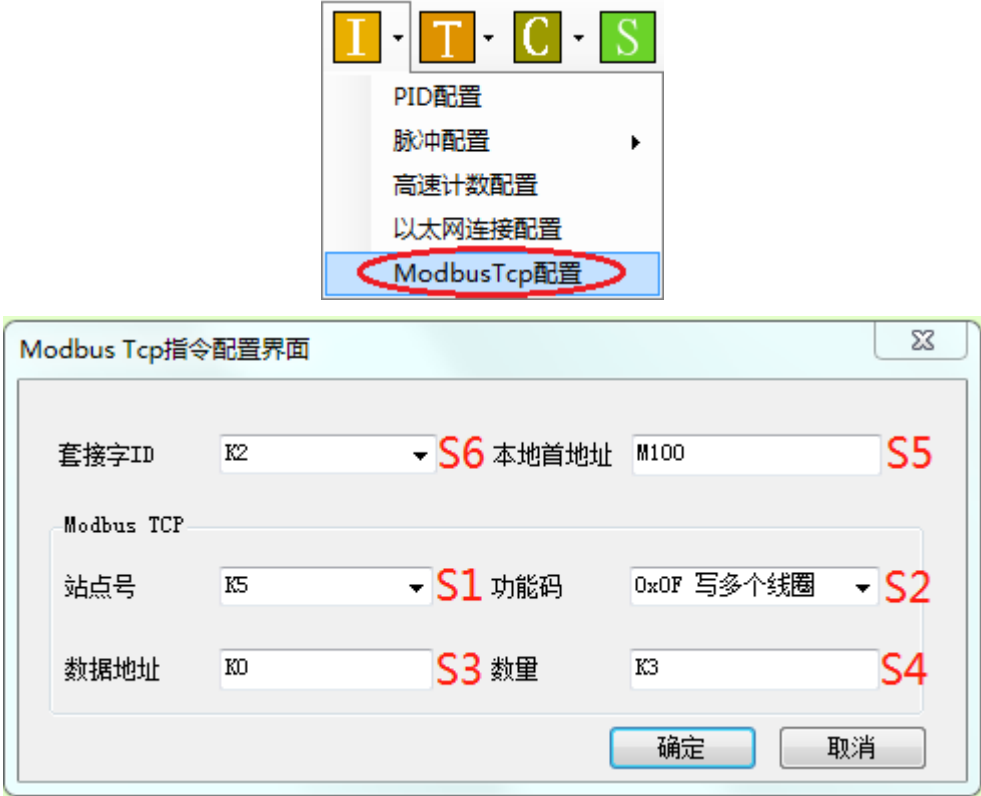 I T C S
PID配置
脉冲配置
高速计数配置
以太网连接配置
ModbusTcp配置
Modbus Tcp指令配置界面
套接字ID K2 S6 本地首地址 M100 S5
Modbus TCP
站点号 K5 S1 功能码 0x0F 写多个线圈 S2
数据地址 K0 S3 数量 K3 S4
确定 取消